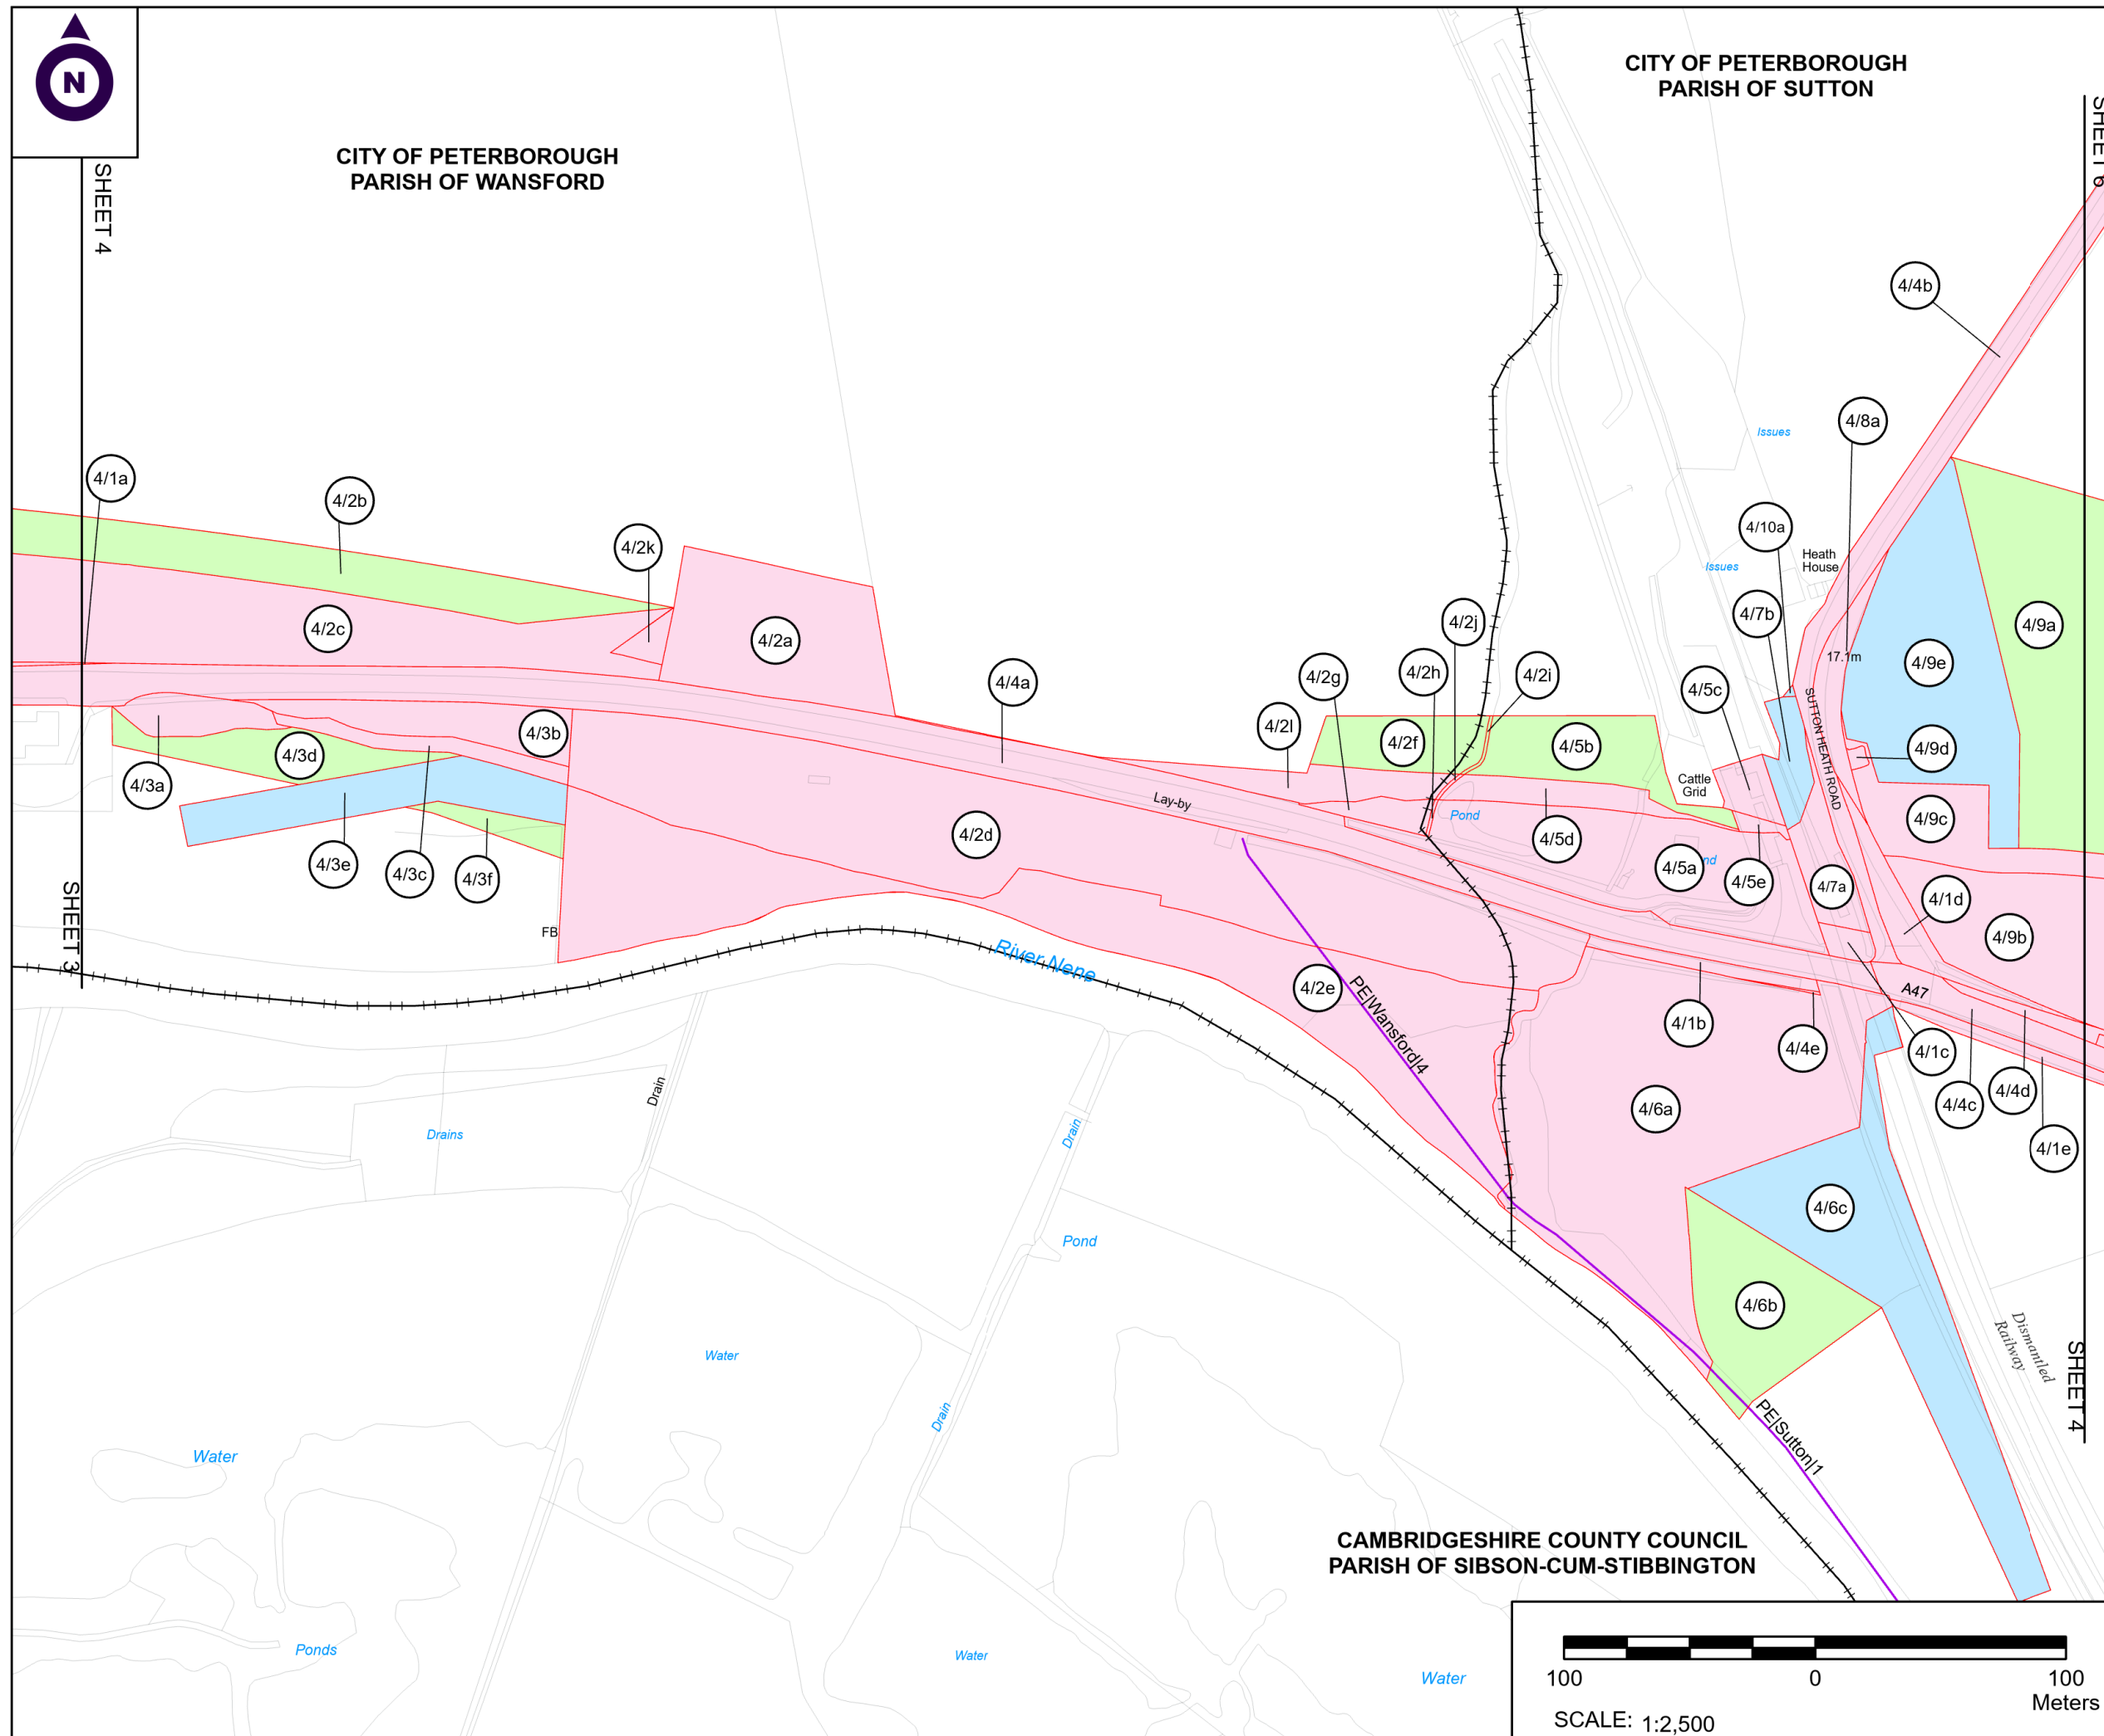 N
CITY OF PETERBOROUGH
PARISH OF SUTTON
CITY OF PETERBOROUGH
PARISH OF WANSFORD
SHEET 4
SHEET 6
4/4b
4/8a
Issues
4/1a
4/2b
4/2k
4/10a
Heath
House
Issues
4/2c
4/2a
4/7b
4/9a
4/2j
17.1m
4/9e
4/4a
4/2g
4/2h
4/2i
4/5c
SUTTON HEATH ROAD
4/3b
4/2l
4/2f
4/5b
4/9d
4/3d
4/3a
Cattle
Grid
Lay-by
Pond
4/9c
4/2d
4/5d
4/3e
4/3c
4/3f
4/5a
nd
4/5e
4/7a
4/1d
SHEET 3
FB
River Nene
4/9b
4/2e
PE|Wansford|4
A47
4/1b
4/4e
4/1c
4/4c
4/4d
4/1e
Drain
Drains
Drain
4/6a
Pond
4/6c
4/6b
Dismantled
Railway
Water
SHEET 4
Drain
PE|Sutton|1
Water
CAMBRIDGESHIRE COUNTY COUNCIL
PARISH OF SIBSON-CUM-STIBBINGTON
Ponds
Water
Water
100 0 100
Meters
SCALE: 1:2,500